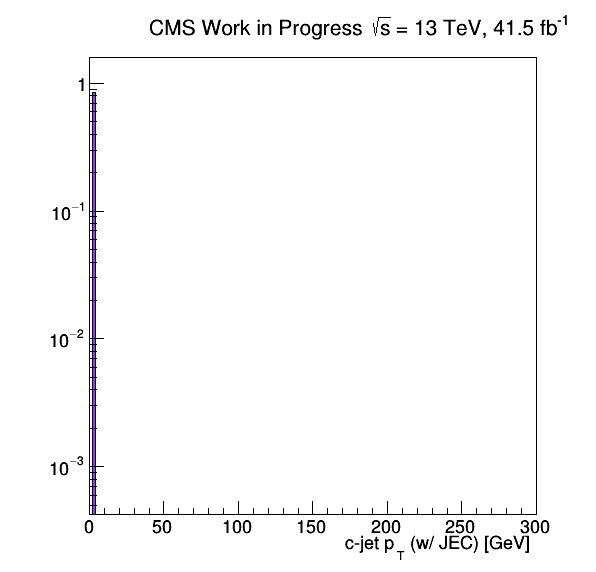 CMS Work in Progress √s = 13 TeV, 41.5 fb⁻¹
1
10⁻¹
10⁻²
10⁻³
0 50 100 150 200 250 300
c-jet p_T (w/ JEC) [GeV]